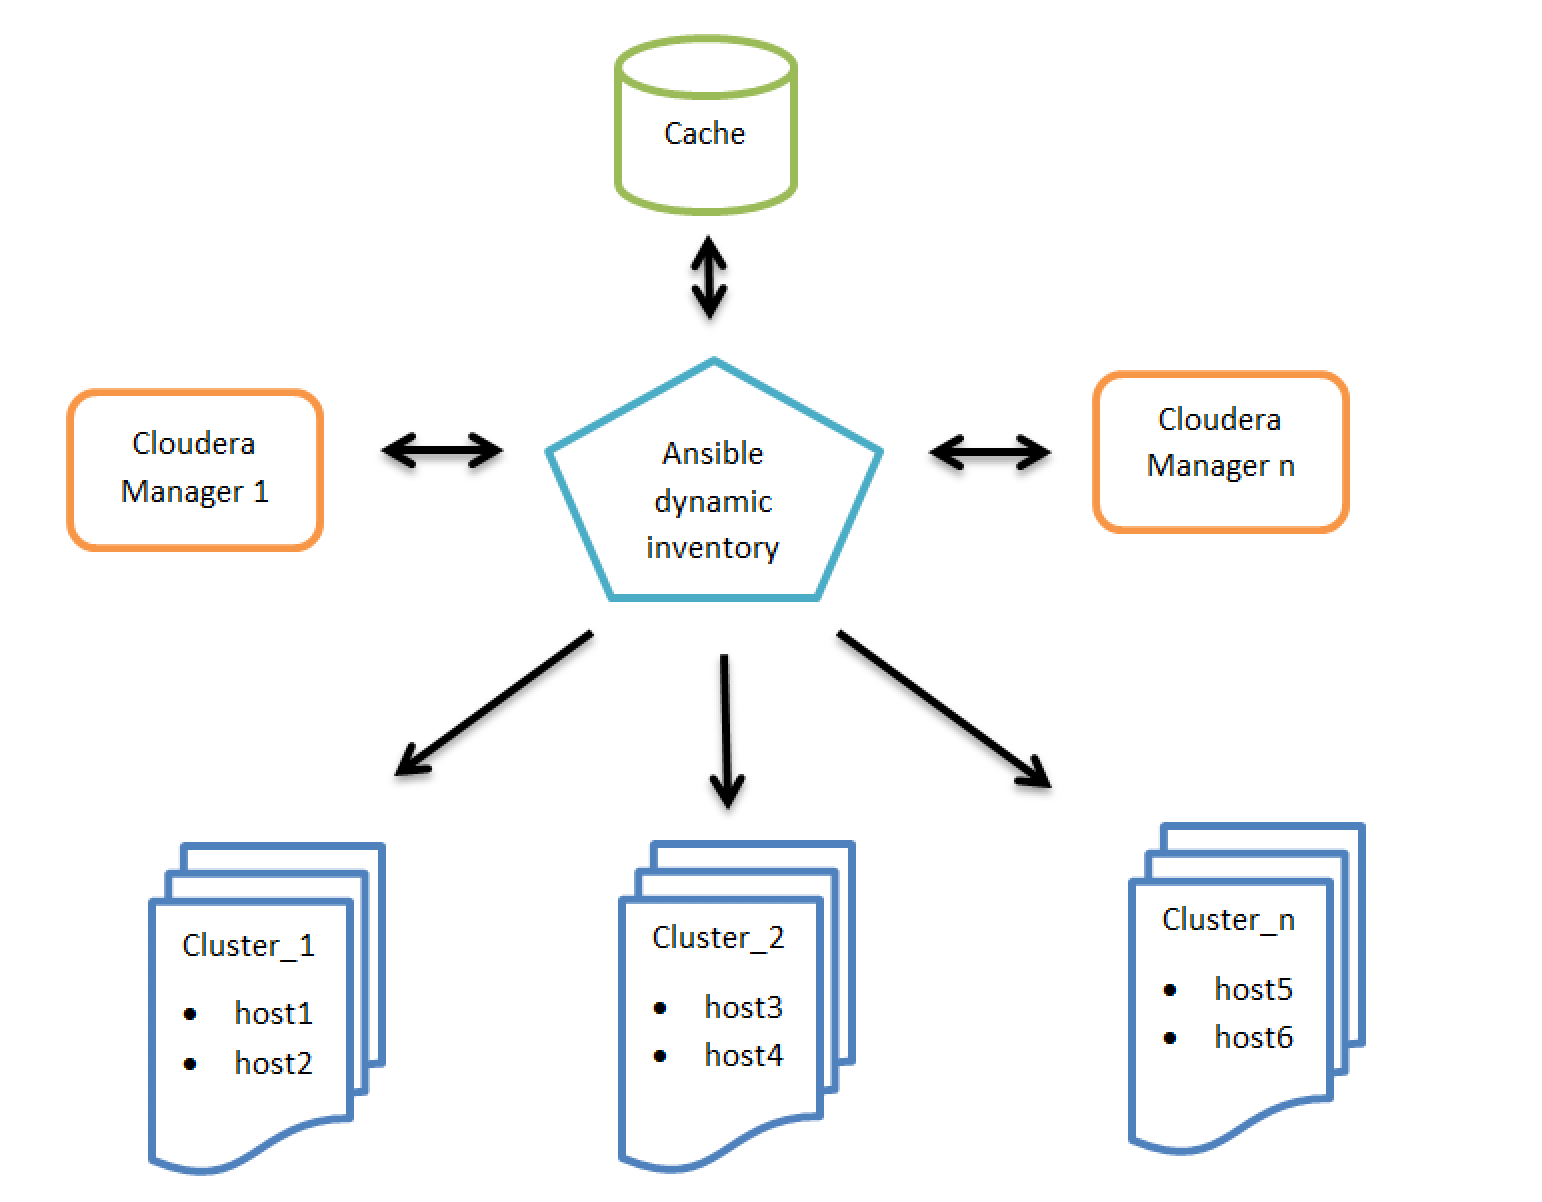 Cache
Cloudera
Manager 1
Ansible
dynamic
inventory
Cloudera
Manager n
Cluster_1
• host1
• host2
Cluster_2
• host3
• host4
Cluster_n
• host5
• host6